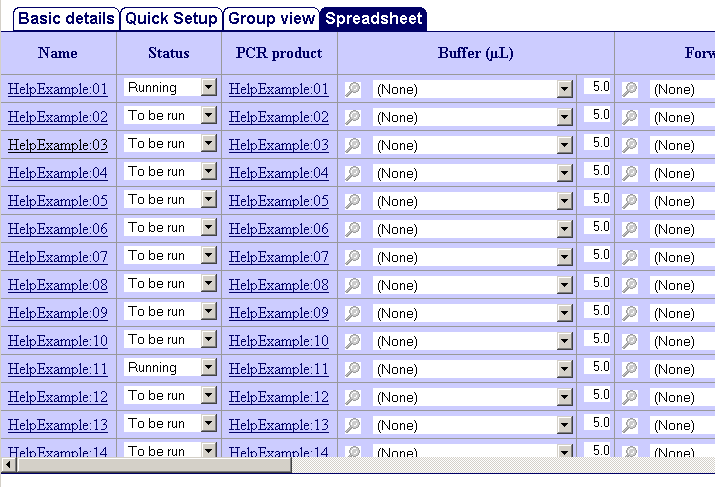 Basic details Quick Setup Group view Spreadsheet
Name Status PCR product Buffer (µL) Forw
HelpExample:01 Running HelpExample:01 (None) 5.0 (None)
HelpExample:02 To be run HelpExample:02 (None) 5.0 (None)
HelpExample:03 To be run HelpExample:03 (None) 5.0 (None)
HelpExample:04 To be run HelpExample:04 (None) 5.0 (None)
HelpExample:05 To be run HelpExample:05 (None) 5.0 (None)
HelpExample:06 To be run HelpExample:06 (None) 5.0 (None)
HelpExample:07 To be run HelpExample:07 (None) 5.0 (None)
HelpExample:08 To be run HelpExample:08 (None) 5.0 (None)
HelpExample:09 To be run HelpExample:09 (None) 5.0 (None)
HelpExample:10 To be run HelpExample:10 (None) 5.0 (None)
HelpExample:11 Running HelpExample:11 (None) 5.0 (None)
HelpExample:12 To be run HelpExample:12 (None) 5.0 (None)
HelpExample:13 To be run HelpExample:13 (None) 5.0 (None)
HelpExample:14 To be run HelpExample:14 (None) 5.0 (None)